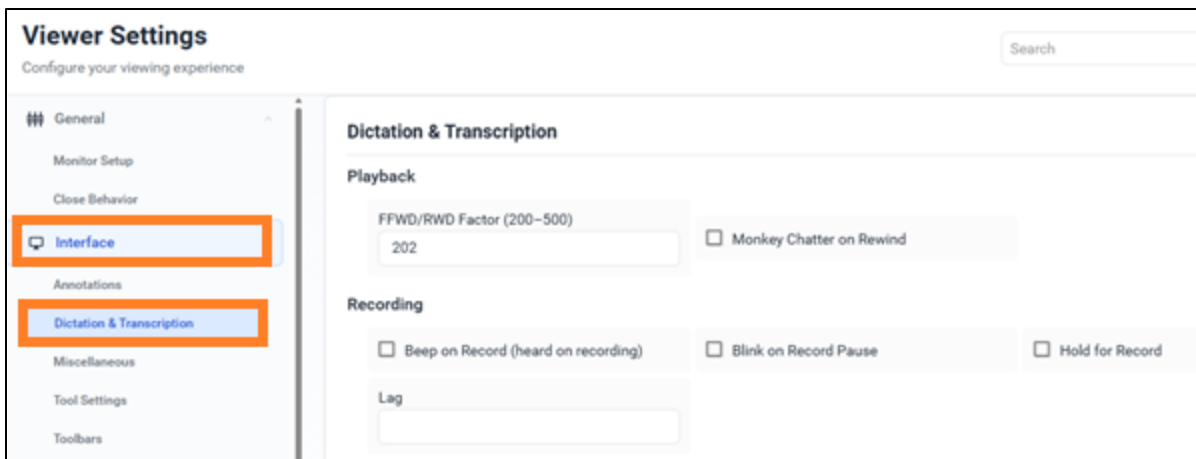 Viewer Settings
Configure your viewing experience
Search
General
Monitor Setup
Close Behavior
Interface
Annotations
Dictation & Transcription
Miscellaneous
Tool Settings
Toolbars
Dictation & Transcription
Playback
FFWD/RWD Factor (200–500)
202
Monkey Chatter on Rewind
Recording
Beep on Record (heard on recording)
Blink on Record Pause
Hold for Record
Lag